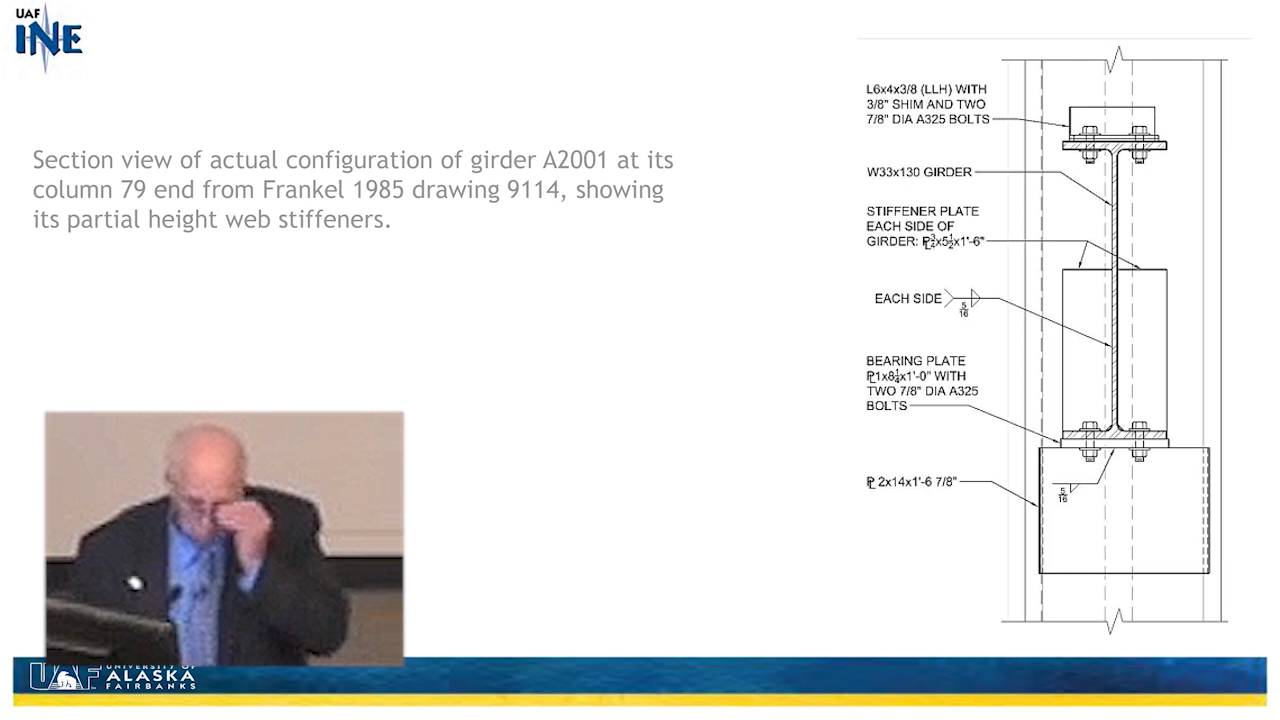 UAF
INE
Section view of actual configuration of girder A2001 at its
column 79 end from Frankel 1985 drawing 9114, showing
its partial height web stiffeners.
L6x4x3/8 (LLH) WITH
3/8" SHIM AND TWO
7/8" DIA A325 BOLTS
W33x130 GIRDER
STIFFENER PLATE
EACH SIDE OF
GIRDER: PL 3/4x5 1/2x1'-6"
EACH SIDE
5/16
BEARING PLATE
PL 1x8 1/4x1'-0" WITH
TWO 7/8" DIA A325
BOLTS
PL 2x14x1'-6 7/8"
5/16
UAF
UNIVERSITY OF
ALASKA
FAIRBANKS